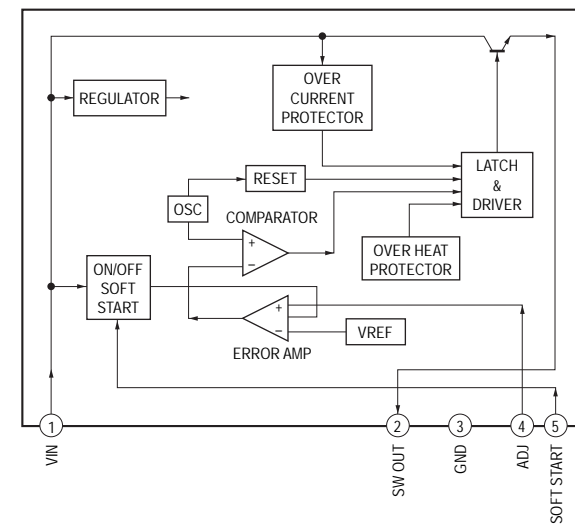 OVER
CURRENT
PROTECTOR
REGULATOR
LATCH
&
DRIVER
RESET
OSC
COMPARATOR
+
−
OVER HEAT
PROTECTOR
ON/OFF
SOFT
START
+
−
VREF
ERROR AMP
1
2
3
4
5
VIN
SW OUT
GND
ADJ
SOFT START